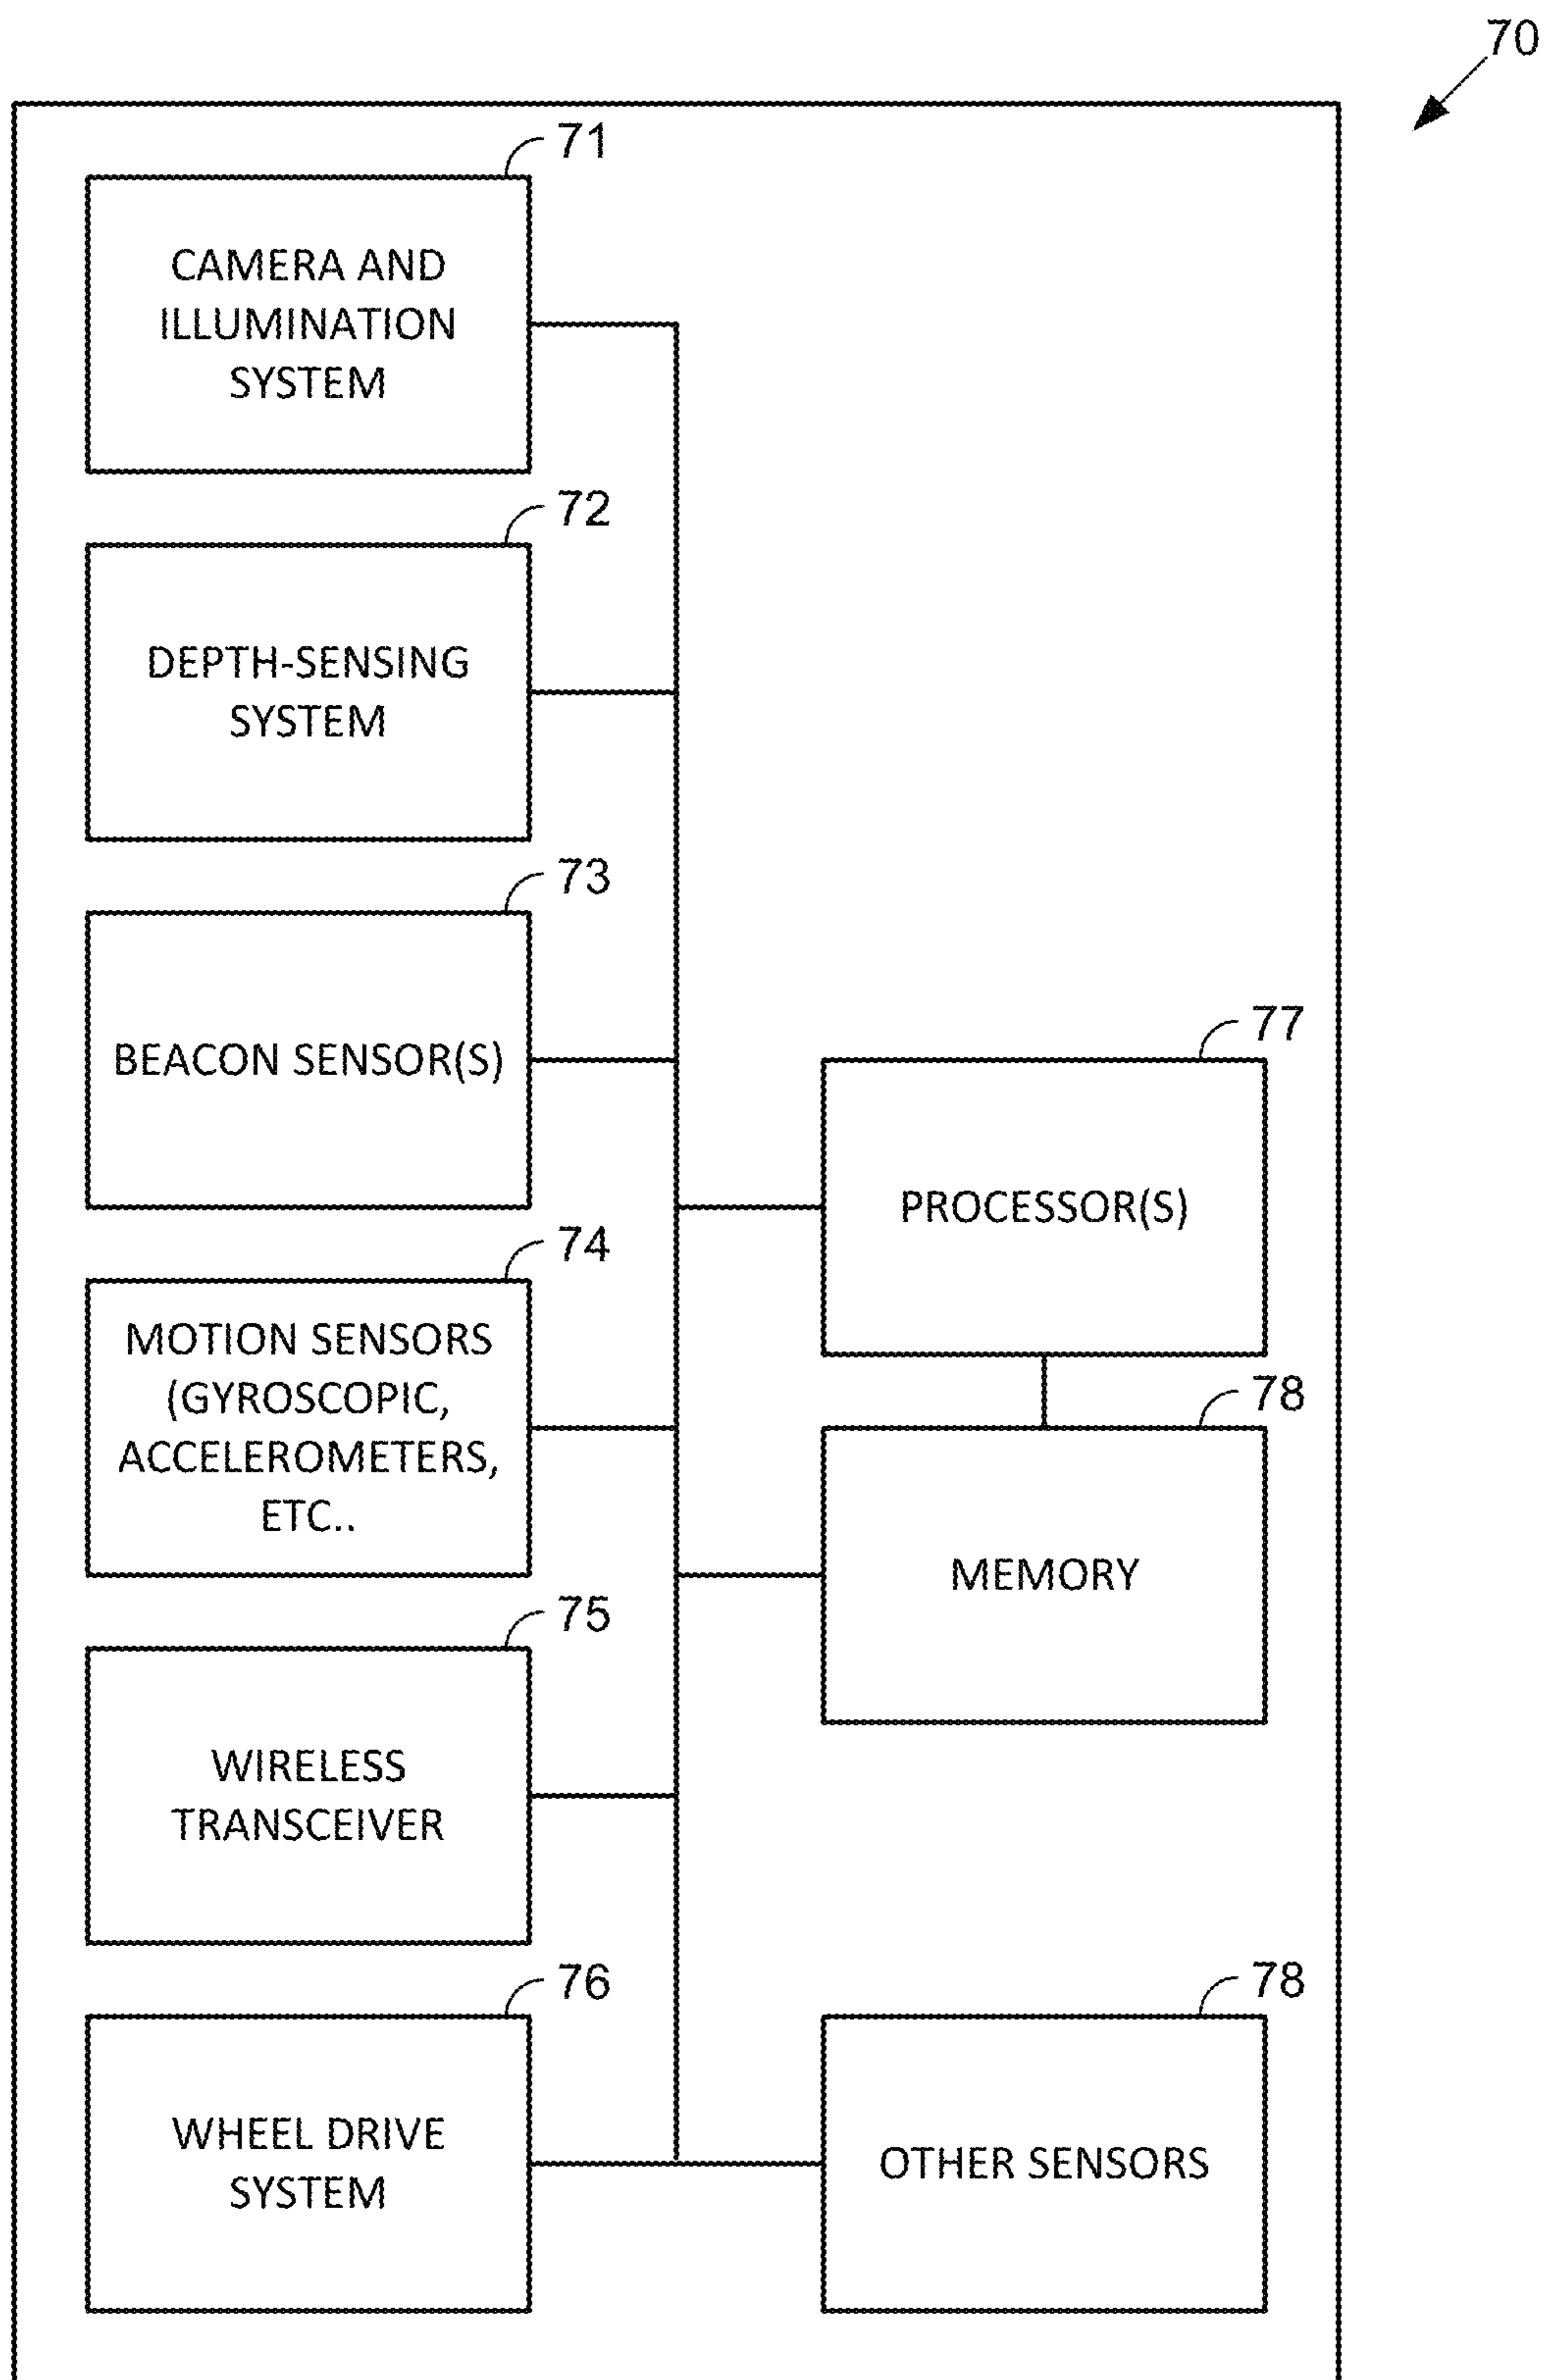 70
71
CAMERA AND
ILLUMINATION
SYSTEM
72
DEPTH-SENSING
SYSTEM
73
BEACON SENSOR(S)
74
MOTION SENSORS
(GYROSCOPIC,
ACCELEROMETERS,
ETC..
75
WIRELESS
TRANSCEIVER
76
WHEEL DRIVE
SYSTEM
77
PROCESSOR(S)
78
MEMORY
78
OTHER SENSORS